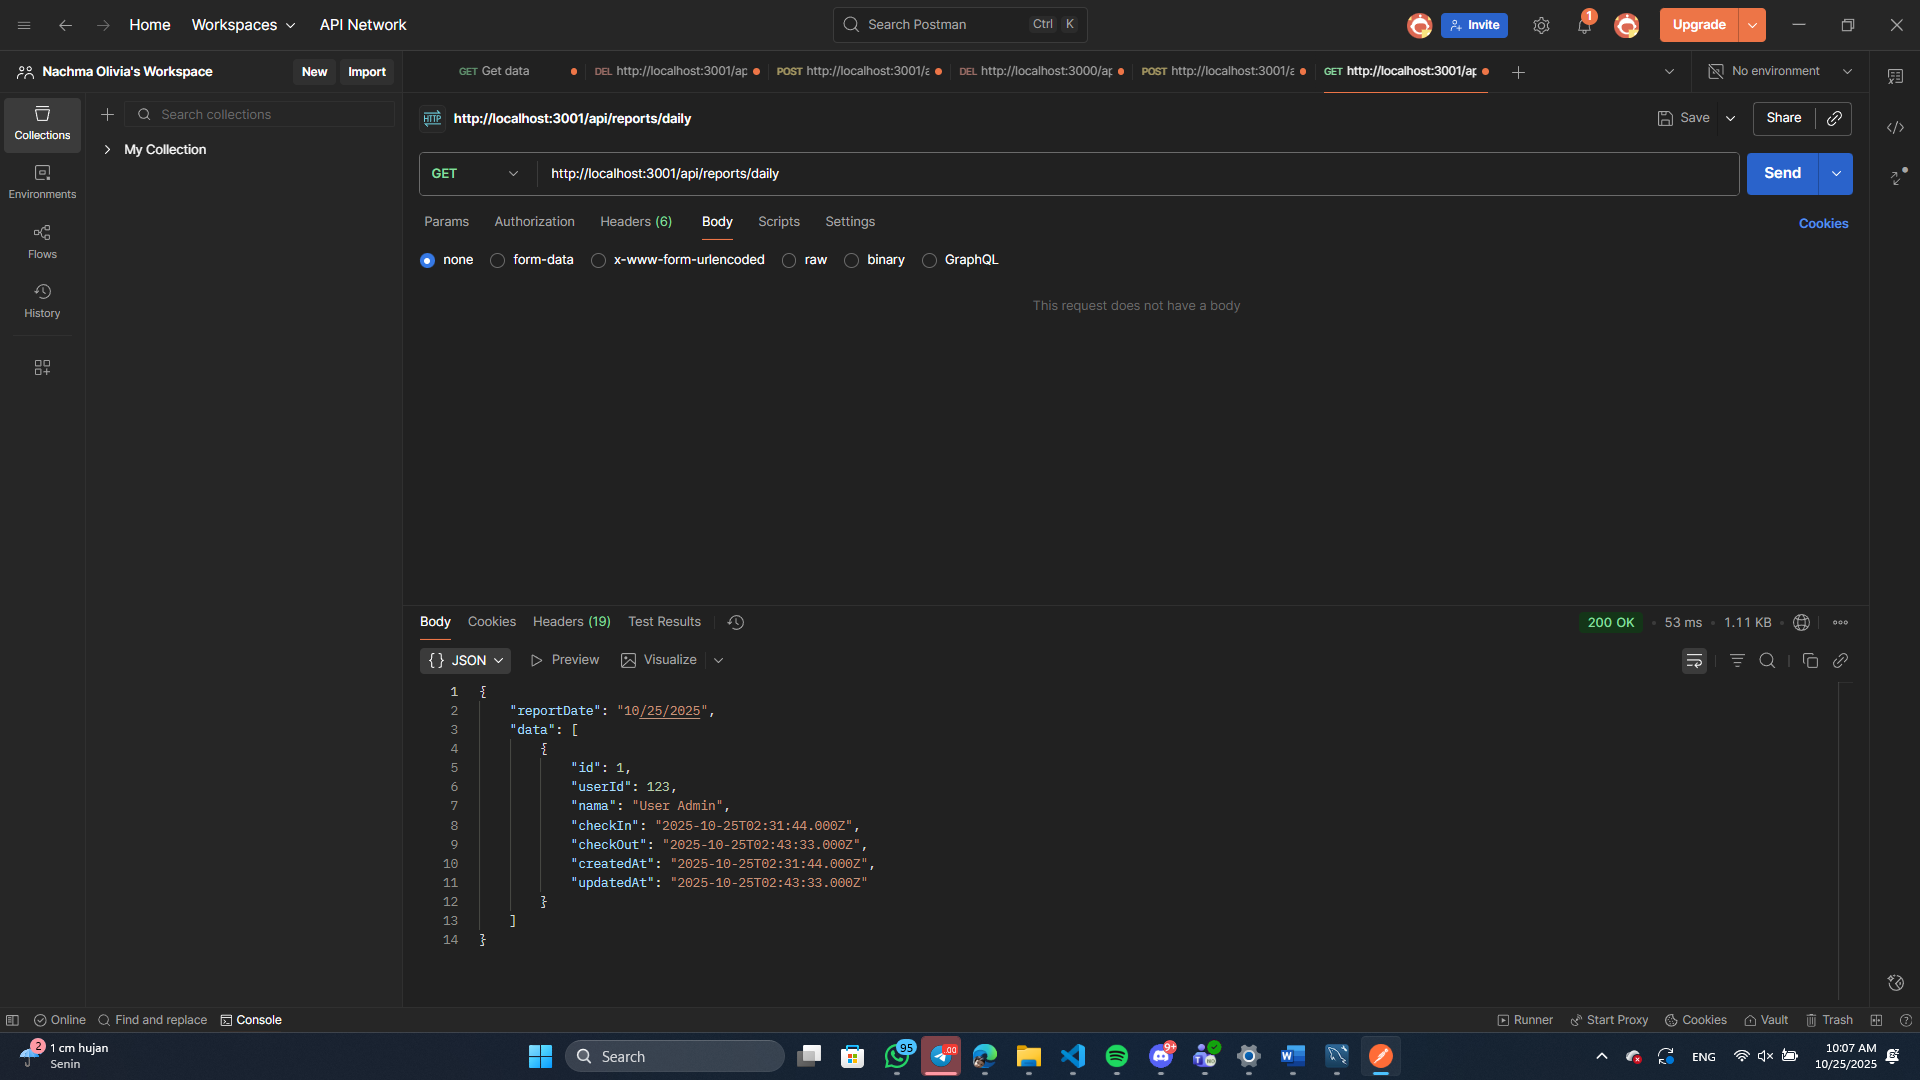 Home
Workspaces
API Network
Search Postman
Ctrl K
Invite
1
Upgrade
Nachma Olivia's Workspace
New
Import
GET Get data
DEL http://localhost:3001/ap
POST http://localhost:3001/a
DEL http://localhost:3000/ap
POST http://localhost:3001/a
GET http://localhost:3001/ap
No environment
Collections
Environments
Flows
History
Search collections
My Collection
HTTP
http://localhost:3001/api/reports/daily
Save
Share
GET
http://localhost:3001/api/reports/daily
Send
Params
Authorization
Headers (6)
Body
Scripts
Settings
Cookies
none
form-data
x-www-form-urlencoded
raw
binary
GraphQL
This request does not have a body
Body
Cookies
Headers (19)
Test Results
200 OK
53 ms
1.11 KB
{} JSON
Preview
Visualize
1 {
2 "reportDate": "10/25/2025",
3 "data": [
4 {
5 "id": 1,
6 "userId": 123,
7 "nama": "User Admin",
8 "checkIn": "2025-10-25T02:31:44.000Z",
9 "checkOut": "2025-10-25T02:43:33.000Z",
10 "createdAt": "2025-10-25T02:31:44.000Z",
11 "updatedAt": "2025-10-25T02:43:33.000Z"
12 }
13 ]
14 }
Online
Find and replace
Console
Runner
Start Proxy
Cookies
Vault
Trash
2
1 cm hujan
Senin
Search
95
9+
ENG
10:07 AM
10/25/2025